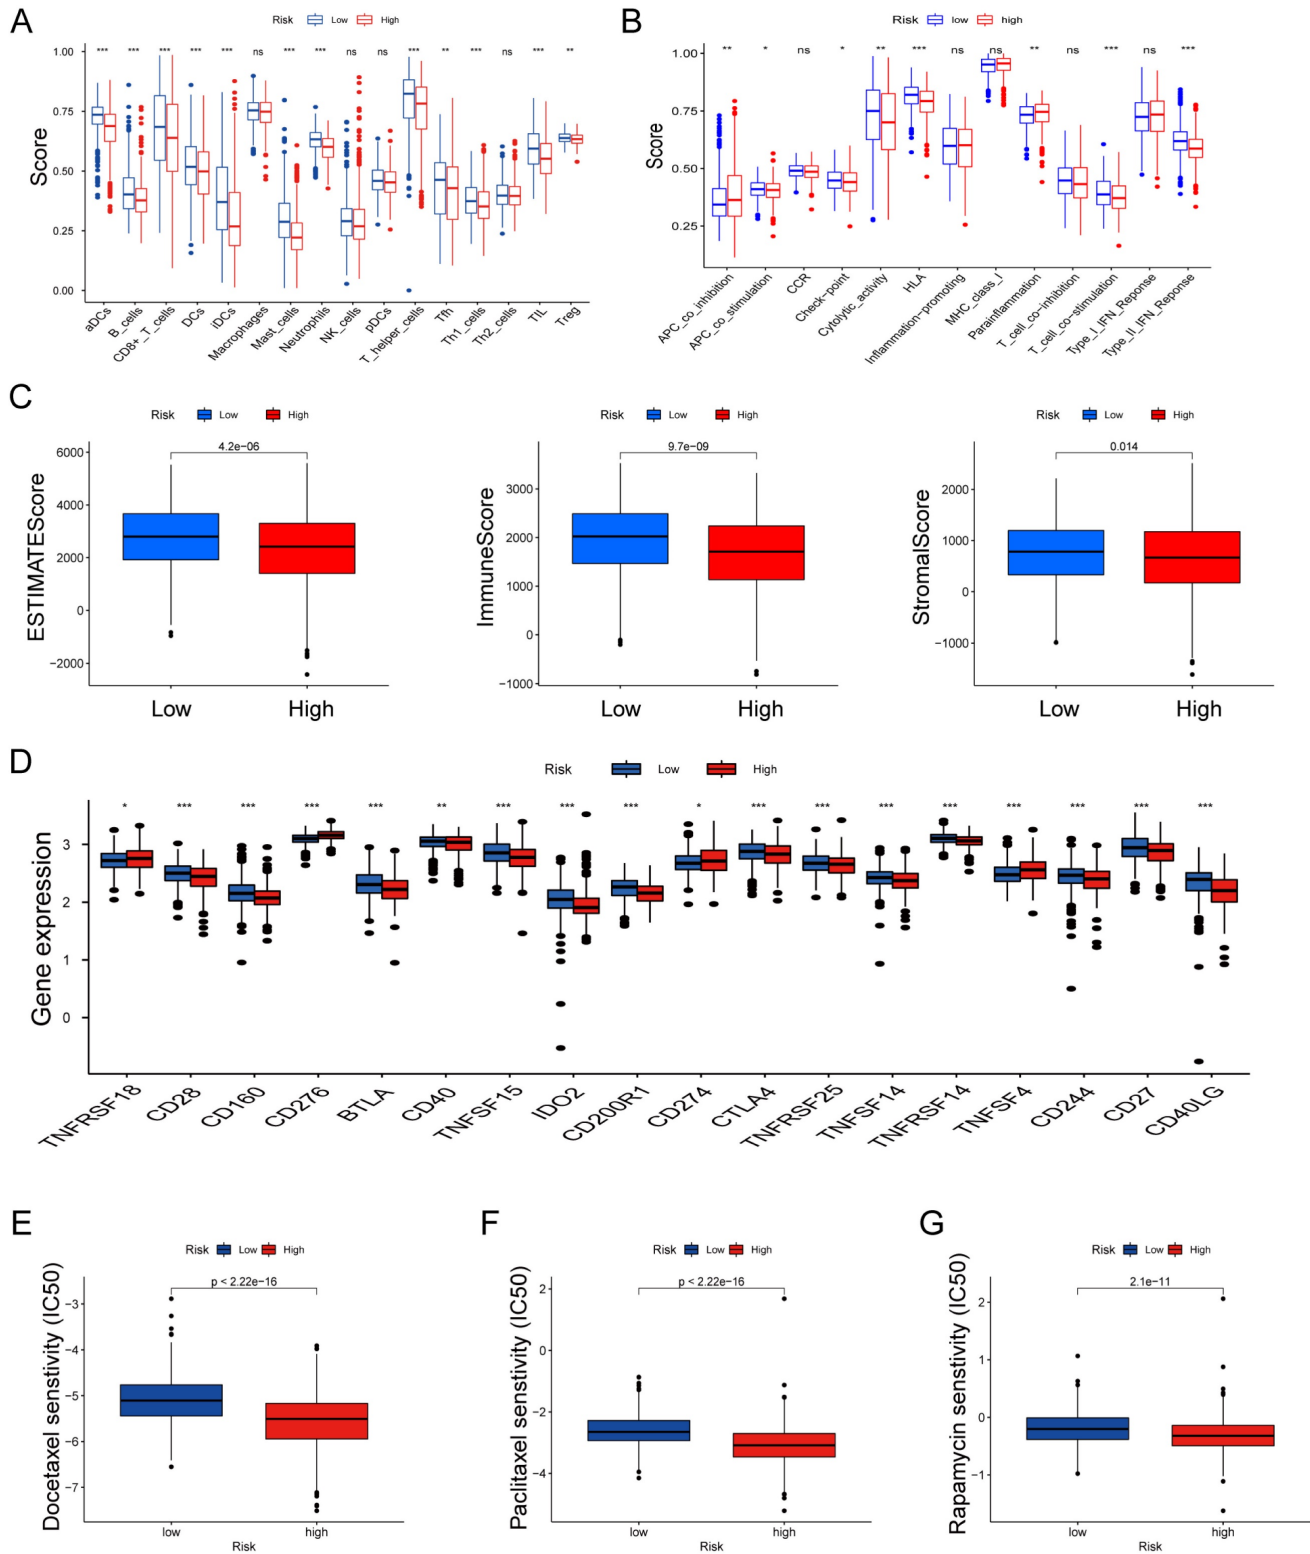 A
Risk Low High
*** *** *** *** *** ns *** *** ns ns *** ** *** ns *** **
Score
1.00
0.75
0.50
0.25
0.00
aDCs
B_cells
CD8+_T_cells
DCs
iDCs
Macrophages
Mast_cells
Neutrophils
NK_cells
pDCs
T_helper_cells
Tfh
Th1_cells
Th2_cells
TIL
Treg
B
Risk low high
** * ns * ** *** ns ns ** ns *** ns ***
Score
1.00
0.75
0.50
0.25
APC_co_inhibition
APC_co_stimulation
CCR
Check-point
Cytolytic_activity
HLA
Inflammation-promoting
MHC_class_I
Parainflammation
T_cell_co-inhibition
T_cell_co-stimulation
Type_I_IFN_Reponse
Type_II_IFN_Reponse
C
Risk Low High
4.2e-06
ESTIMATEScore
6000
4000
2000
0
−2000
Low High
Risk Low High
9.7e-09
ImmuneScore
3000
2000
1000
0
−1000
Low High
Risk Low High
0.014
StromalScore
2000
1000
0
−1000
Low High
D
Risk Low High
* *** *** *** *** ** *** *** *** * *** *** *** *** *** *** *** ***
Gene expression
3
2
1
0
TNFRSF18
CD28
CD160
CD276
BTLA
CD40
TNFSF15
IDO2
CD200R1
CD274
CTLA4
TNFRSF25
TNFSF14
TNFRSF14
TNFSF4
CD244
CD27
CD40LG
E
Risk Low High
p < 2.22e−16
Docetaxel senstivity (IC50)
−3
−4
−5
−6
−7
low high
Risk
F
Risk Low High
p < 2.22e−16
Paclitaxel senstivity (IC50)
2
0
−2
−4
low high
Risk
G
Risk Low High
2.1e−11
Rapamycin senstivity (IC50)
2
1
0
−1
low high
Risk